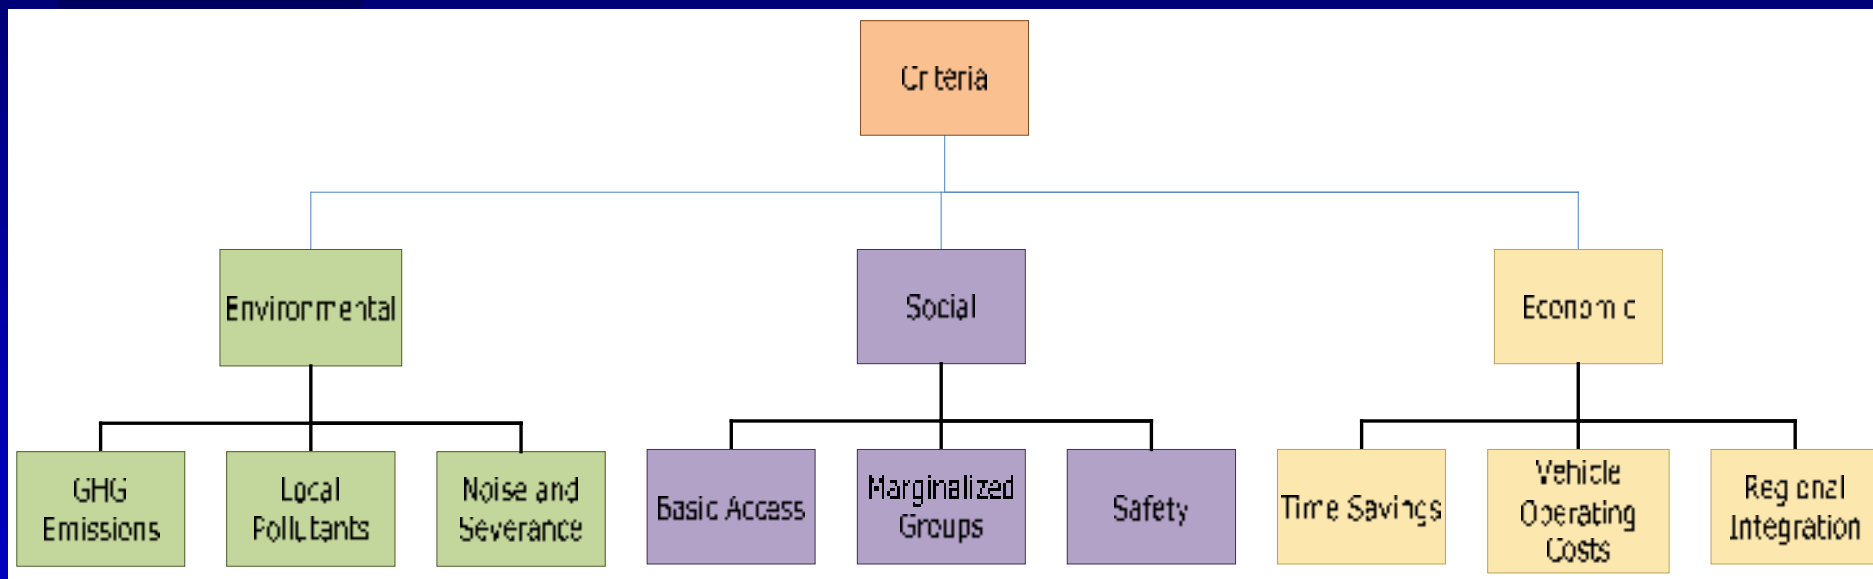 Criteria
Environmental
Social
Economic
GHG
Emissions
Local
Pollutants
Noise and
Severance
Basic Access
Marginalized
Groups
Safety
Time Savings
Vehicle
Operating
Costs
Regional
Integration